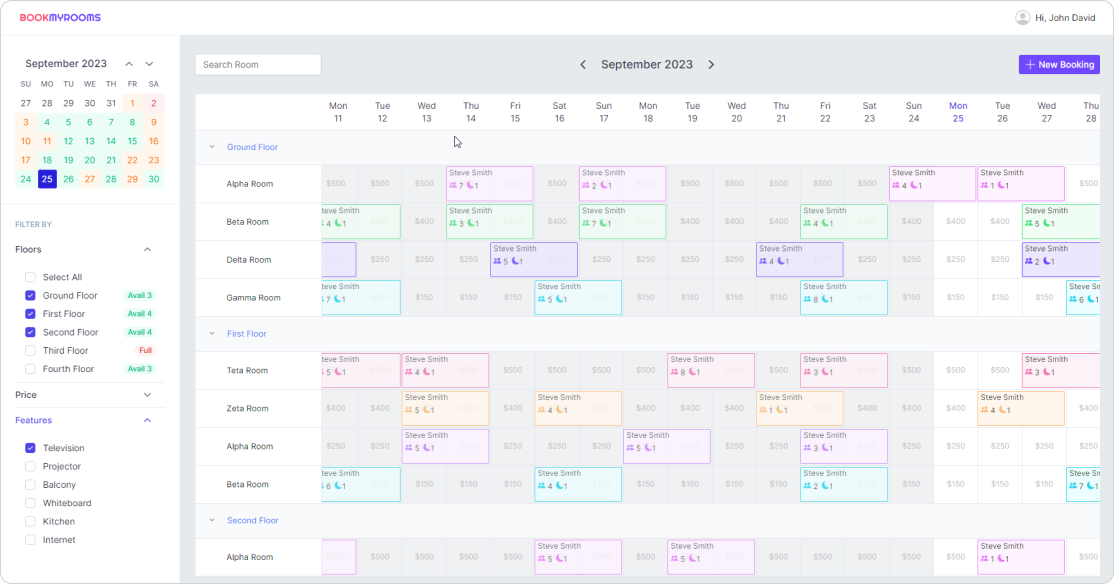 BOOKMYROOMS
Hi, John David
September 2023
SU MO TU WE TH FR SA
27 28 29 30 31 1 2
3 4 5 6 7 8 9
10 11 12 13 14 15 16
17 18 19 20 21 22 23
24 25 26 27 28 29 30
FILTER BY
Floors
Select All
Ground Floor Avail 3
First Floor Avail 4
Second Floor Avail 4
Third Floor Full
Fourth Floor Avail 3
Price
Features
Television
Projector
Balcony
Whiteboard
Kitchen
Internet
Search Room
September 2023
New Booking
Mon Tue Wed Thu Fri Sat Sun Mon Tue Wed Thu Fri Sat Sun Mon Tue Wed Thu
11 12 13 14 15 16 17 18 19 20 21 22 23 24 25 26 27 28
Ground Floor
Steve Smith Steve Smith Steve Smith Steve Smith
Alpha Room $500 $500 $500 7 1 $500 2 1 $500 $500 $500 $500 $500 4 1 1 1
teve Smith Steve Smith Steve Smith Steve Smith Steve Smith
Beta Room 4 1 $400 3 1 $400 7 1 $400 $400 $400 4 1 $400 $400 $400 5 1
Steve Smith Steve Smith Steve Smith
Delta Room $250 $250 $250 5 1 $250 $250 $250 $250 4 1 $250 $250 $250 $250 2 1
teve Smith Steve Smith Steve Smith Steve Sm
Gamma Room 7 1 $150 $150 $150 5 1 $150 $150 $150 $150 8 1 $150 $150 $150 $150 6 1
First Floor
teve Smith Steve Smith Steve Smith Steve Smith Steve Smith
Teta Room 5 1 4 1 $500 $500 $500 $500 8 1 $500 3 1 $500 $500 $500 3 1
Steve Smith Steve Smith Steve Smith Steve Smith
Zeta Room $400 $400 5 1 $400 4 1 $400 $400 $400 1 1 $400 $400 $400 4 1
Steve Smith Steve Smith Steve Smith
Alpha Room $250 $250 5 1 $250 $250 $250 5 1 $250 $250 3 1 $250 $250 $250 $250
teve Smith Steve Smith Steve Smith Steve Sm
Beta Room 6 1 $150 $150 $150 4 1 $150 $150 $150 $150 2 1 $150 $150 $150 $150 7 1
Second Floor
Steve Smith Steve Smith Steve Smith
Alpha Room $500 $500 $500 $500 5 1 $500 5 1 $500 $500 $500 $500 $500 1 1